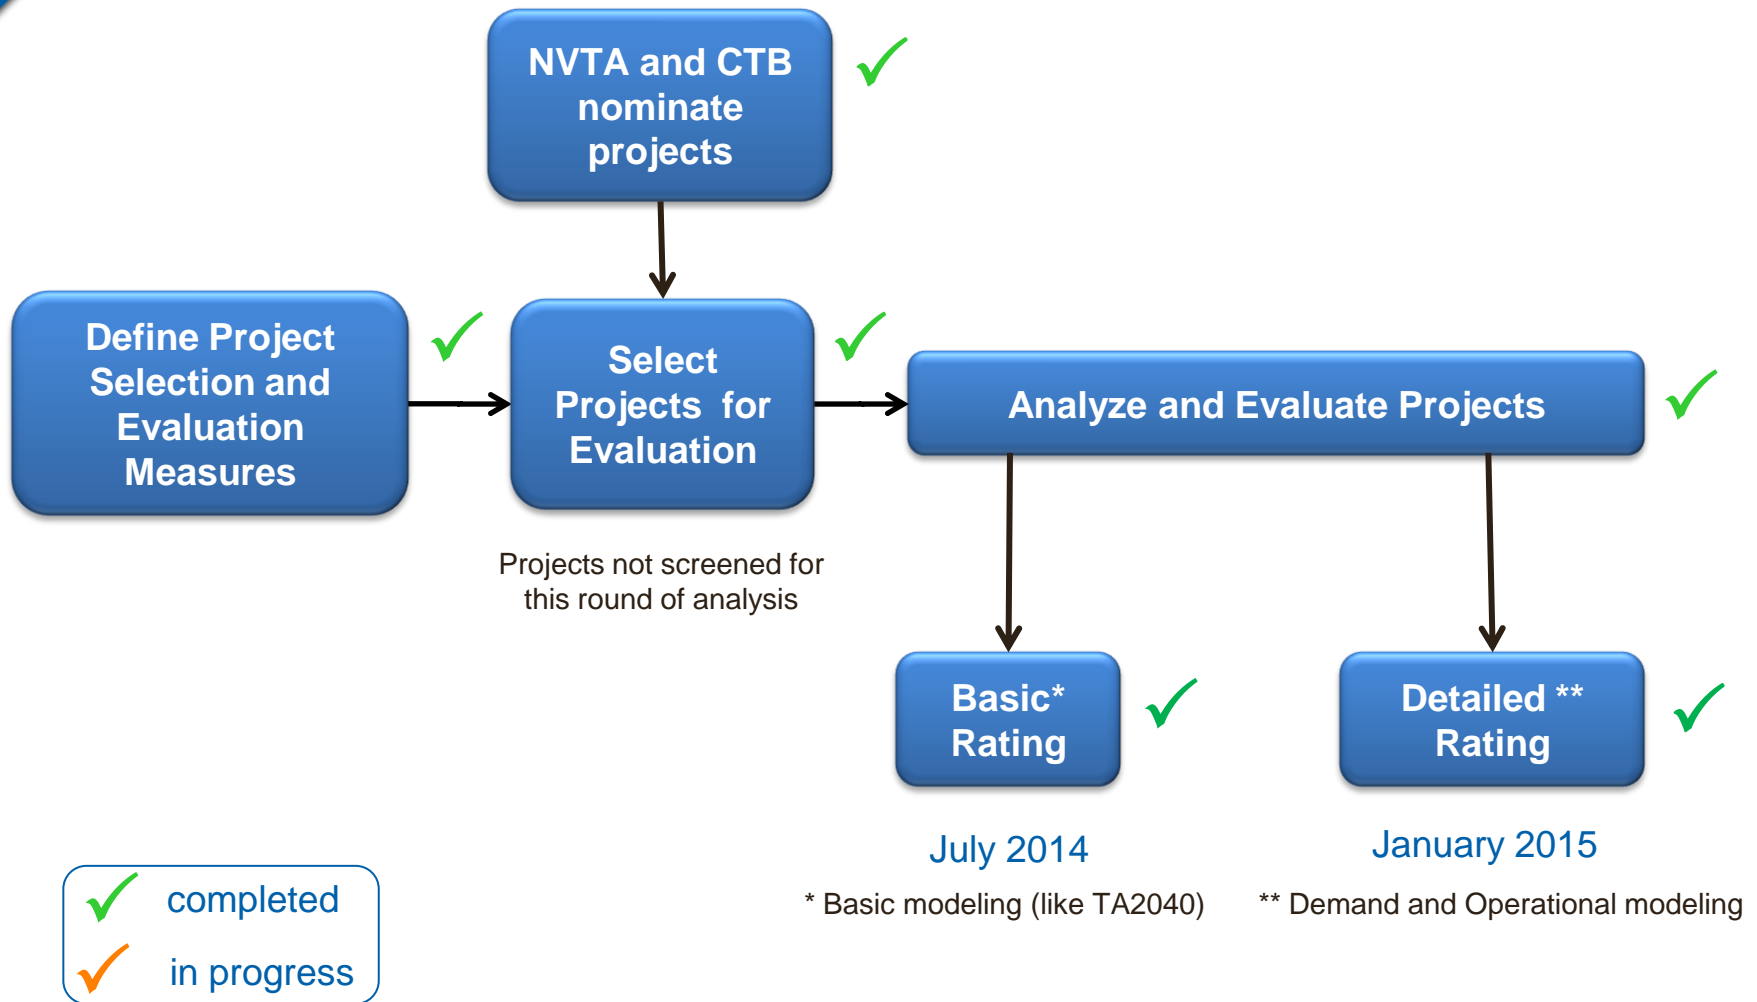 NVTA and CTB
nominate
projects
Define Project
Selection and
Evaluation
Measures
Select
Projects for
Evaluation
Analyze and Evaluate Projects
Projects not screened for
this round of analysis
Basic*
Rating
Detailed **
Rating
July 2014
January 2015
* Basic modeling (like TA2040)
** Demand and Operational modeling
completed
in progress